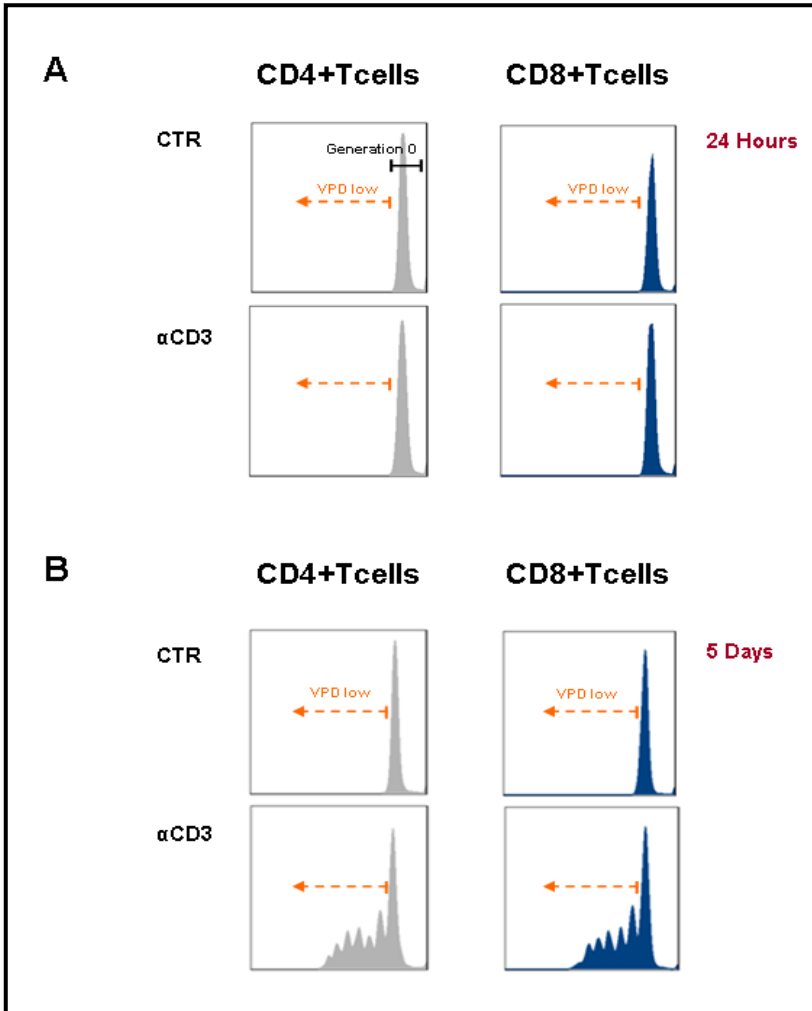 A
CD4+Tcells CD8+Tcells
CTR
24 Hours
Generation 0
VPD low VPD low
αCD3
B
CD4+Tcells CD8+Tcells
CTR
5 Days
VPD low VPD low
αCD3